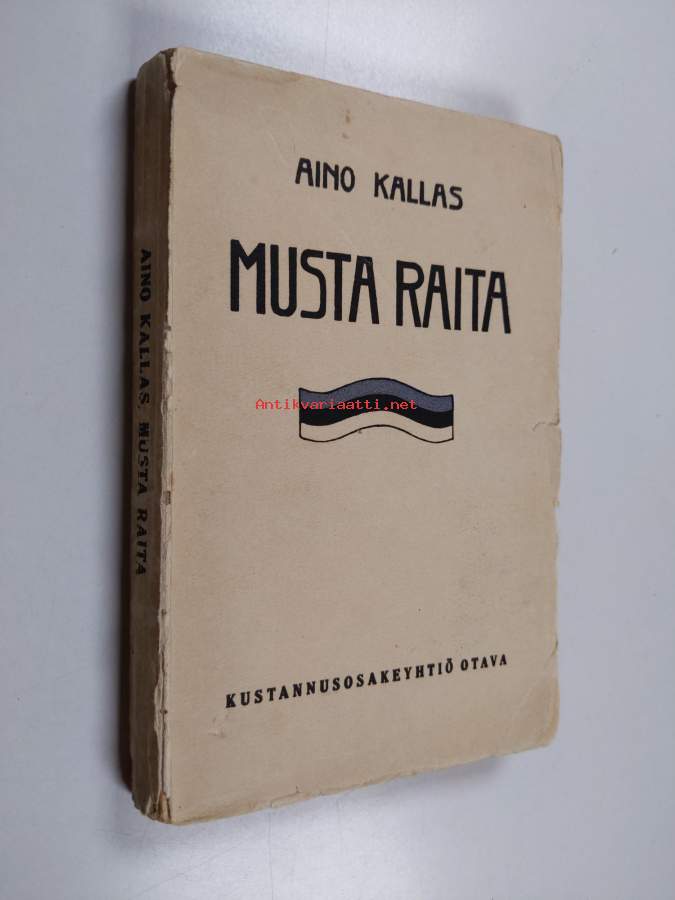 AINO KALLAS
MUSTA RAITA
Antikvariaatti.net
KUSTANNUSOSAKEYHTIÖ OTAVA
AINO KALLAS, MUSTA RAITA